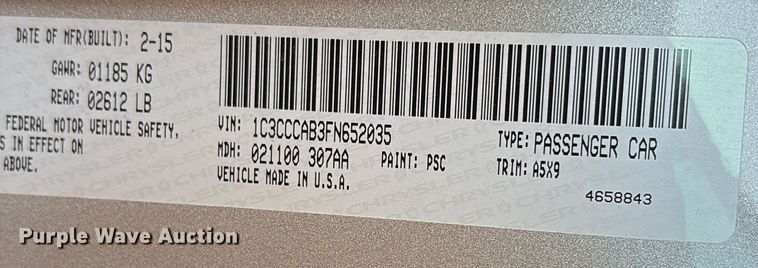 DATE OF MFR(BUILT): 2-15
GAWR: 01185 KG
REAR: 02612 LB
FEDERAL MOTOR VEHICLE SAFETY,
S IN EFFECT ON
ABOVE.
VIN: 1C3CCCAB3FN652035
TYPE: PASSENGER CAR
MDH: 021100 307AA PAINT: PSC
TRIM: A5X9
VEHICLE MADE IN U.S.A.
4658843
CHRYSLER CHRYSLER
Purple Wave Auction